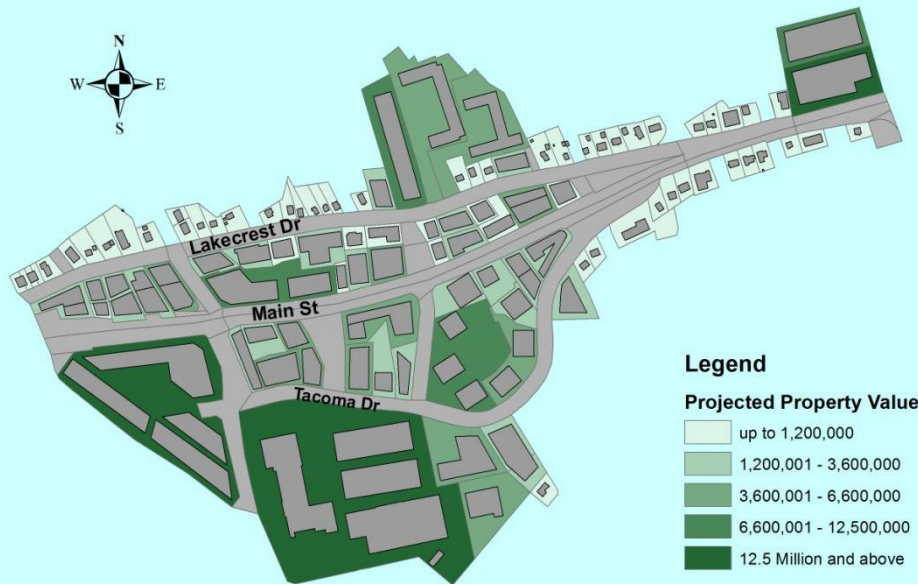 N
W E
S
Lakecrest Dr
Main St
Tacoma Dr
Legend
Projected Property Value
up to 1,200,000
1,200,001 - 3,600,000
3,600,001 - 6,600,000
6,600,001 - 12,500,000
12.5 Million and above